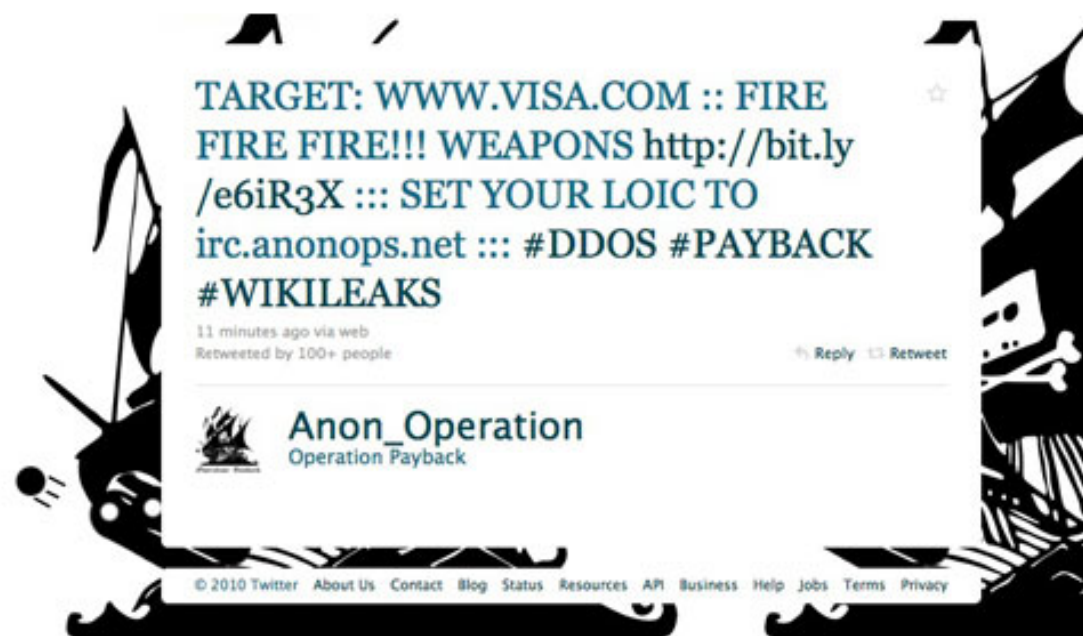 TARGET: WWW.VISA.COM :: FIRE
FIRE FIRE!!! WEAPONS http://bit.ly
/e6iR3X ::: SET YOUR LOIC TO
irc.anonops.net ::: #DDOS #PAYBACK
#WIKILEAKS
11 minutes ago via web
Retweeted by 100+ people
Reply Retweet
Anon_Operation
Operation Payback
© 2010 Twitter About Us Contact Blog Status Resources API Business Help Jobs Terms Privacy